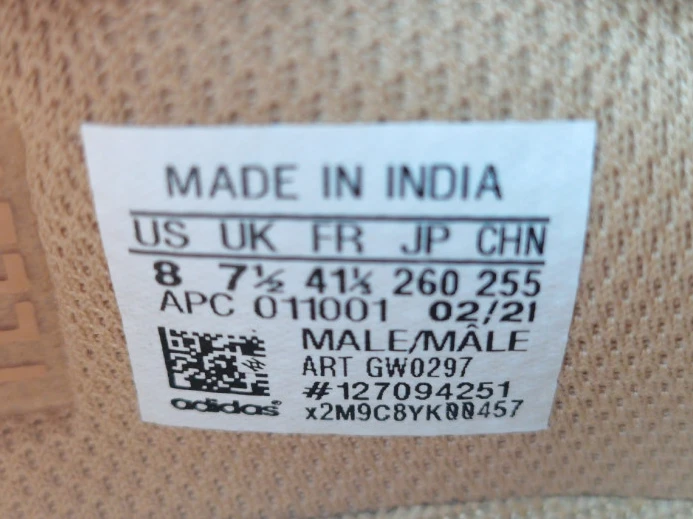 MADE IN INDIA
US UK FR JP CHN
8 7½ 41⅓ 260 255
APC 011001 02/21
MALE/MÂLE
ART GW0297
#127094251
adidas® x2M9C8YK00457